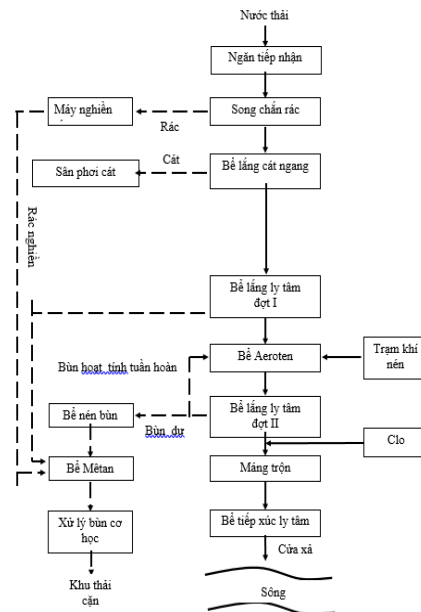 Nước thải
Ngăn tiếp nhận
Máy nghiền
Song chắn rác
Rác
Cát
Bể lắng cát ngang
Sân phơi cát
Rác nghiền
Bể lắng ly tâm
đợt I
Bể Aeroten
Trạm khí
nén
Bùn hoạt tính tuần hoàn
Bể nén bùn
Bể lắng ly tâm
đợt II
Bùn dư
Clo
Bể Mêtan
Máng trộn
Xử lý bùn cơ
học
Bể tiếp xúc ly tâm
Cửa xả
Khu thải
cặn
Sông